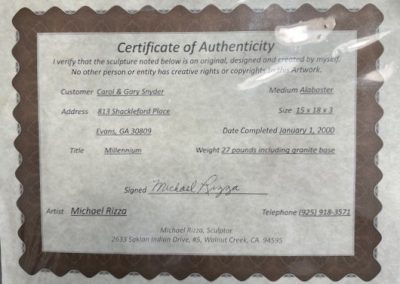 Certificate of Authenticity
I verify that the sculpture noted below is an original, designed and created by myself.
No other person or entity has creative rights or copyrights to this Artwork.
Customer Carol & Gary Snyder Medium Alabaster
Address 813 Shackleford Place Size 15 x 18 x 3
Evans, GA 30809 Date Completed January 1, 2000
Title Millennium Weight 27 pounds including granite base
Signed Michael Rizza
Artist Michael Rizza Telephone (925) 918-3571
Michael Rizza, Sculptor
2633 Saklan Indian Drive, #5, Walnut Creek, CA 94595